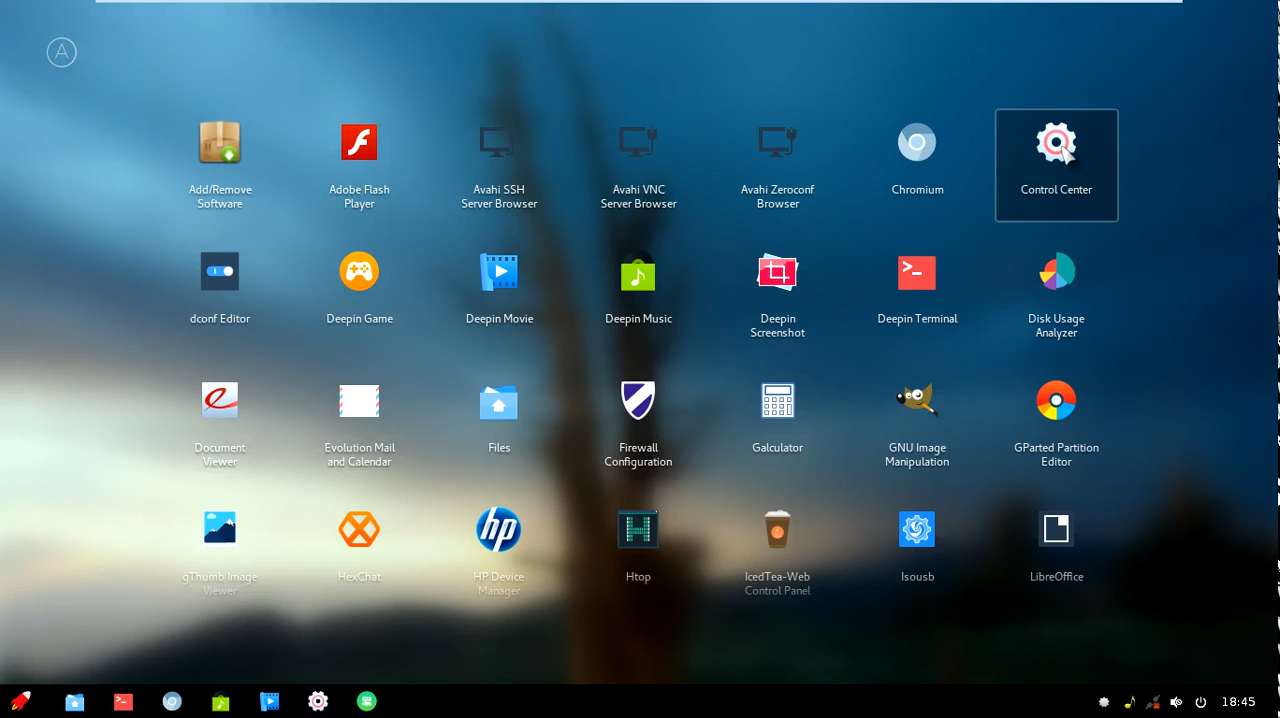 A
Add/Remove
Software
Adobe Flash
Player
Avahi SSH
Server Browser
Avahi VNC
Server Browser
Avahi Zeroconf
Browser
Chromium
Control Center
dconf Editor
Deepin Game
Deepin Movie
Deepin Music
Deepin
Screenshot
Deepin Terminal
Disk Usage
Analyzer
Document
Viewer
Evolution Mail
and Calendar
Files
Firewall
Configuration
Galculator
GNU Image
Manipulation
GParted Partition
Editor
gThumb Image
Viewer
HexChat
hp
HP Device
Manager
H
Htop
IcedTea-Web
Control Panel
Isousb
LibreOffice
18:45